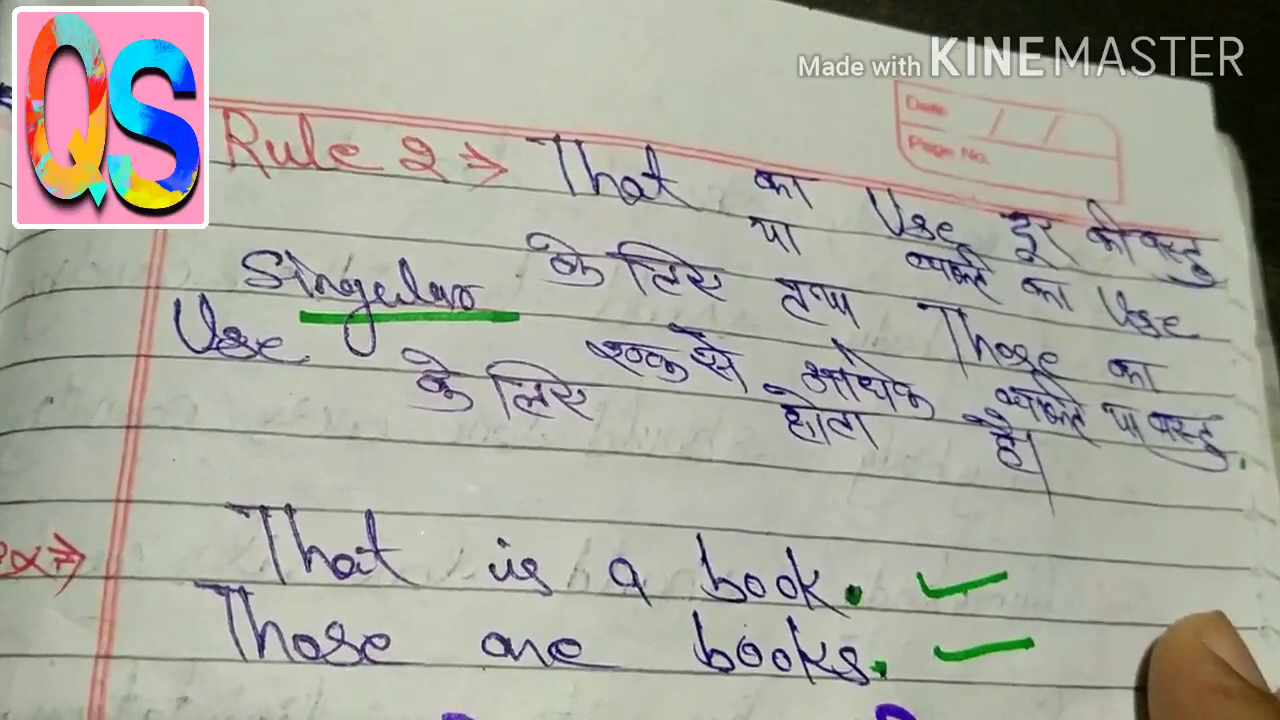 QS
Made with KINEMASTER
Date / /
Page No.
Rule 2 ⇒ That का Use दूर की वस्तु
या व्यक्ति का Use
Singular के लिए तथा Those का
Use एक से अधिक व्यक्ति या वस्तु
के लिए होता है।
ex ⇒ That is a book. ✓
Those are books. ✓